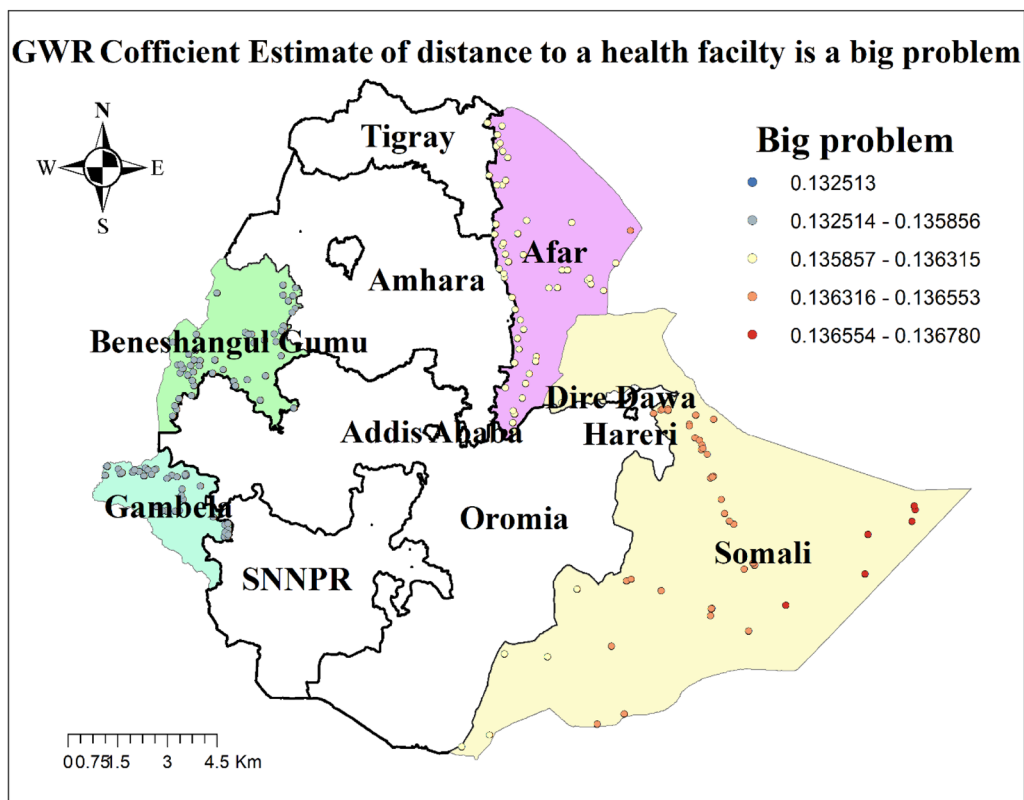 GWR Cofficient Estimate of distance to a health facilty is a big problem
N
W E
S
Tigray
Afar
Amhara
Beneshangul Gumu
Dire Dawa
Addis Ababa
Hareri
Gambela
Oromia
Somali
SNNPR
Big problem
0.132513
0.132514 - 0.135856
0.135857 - 0.136315
0.136316 - 0.136553
0.136554 - 0.136780
0 0.75 1.5 3 4.5 Km